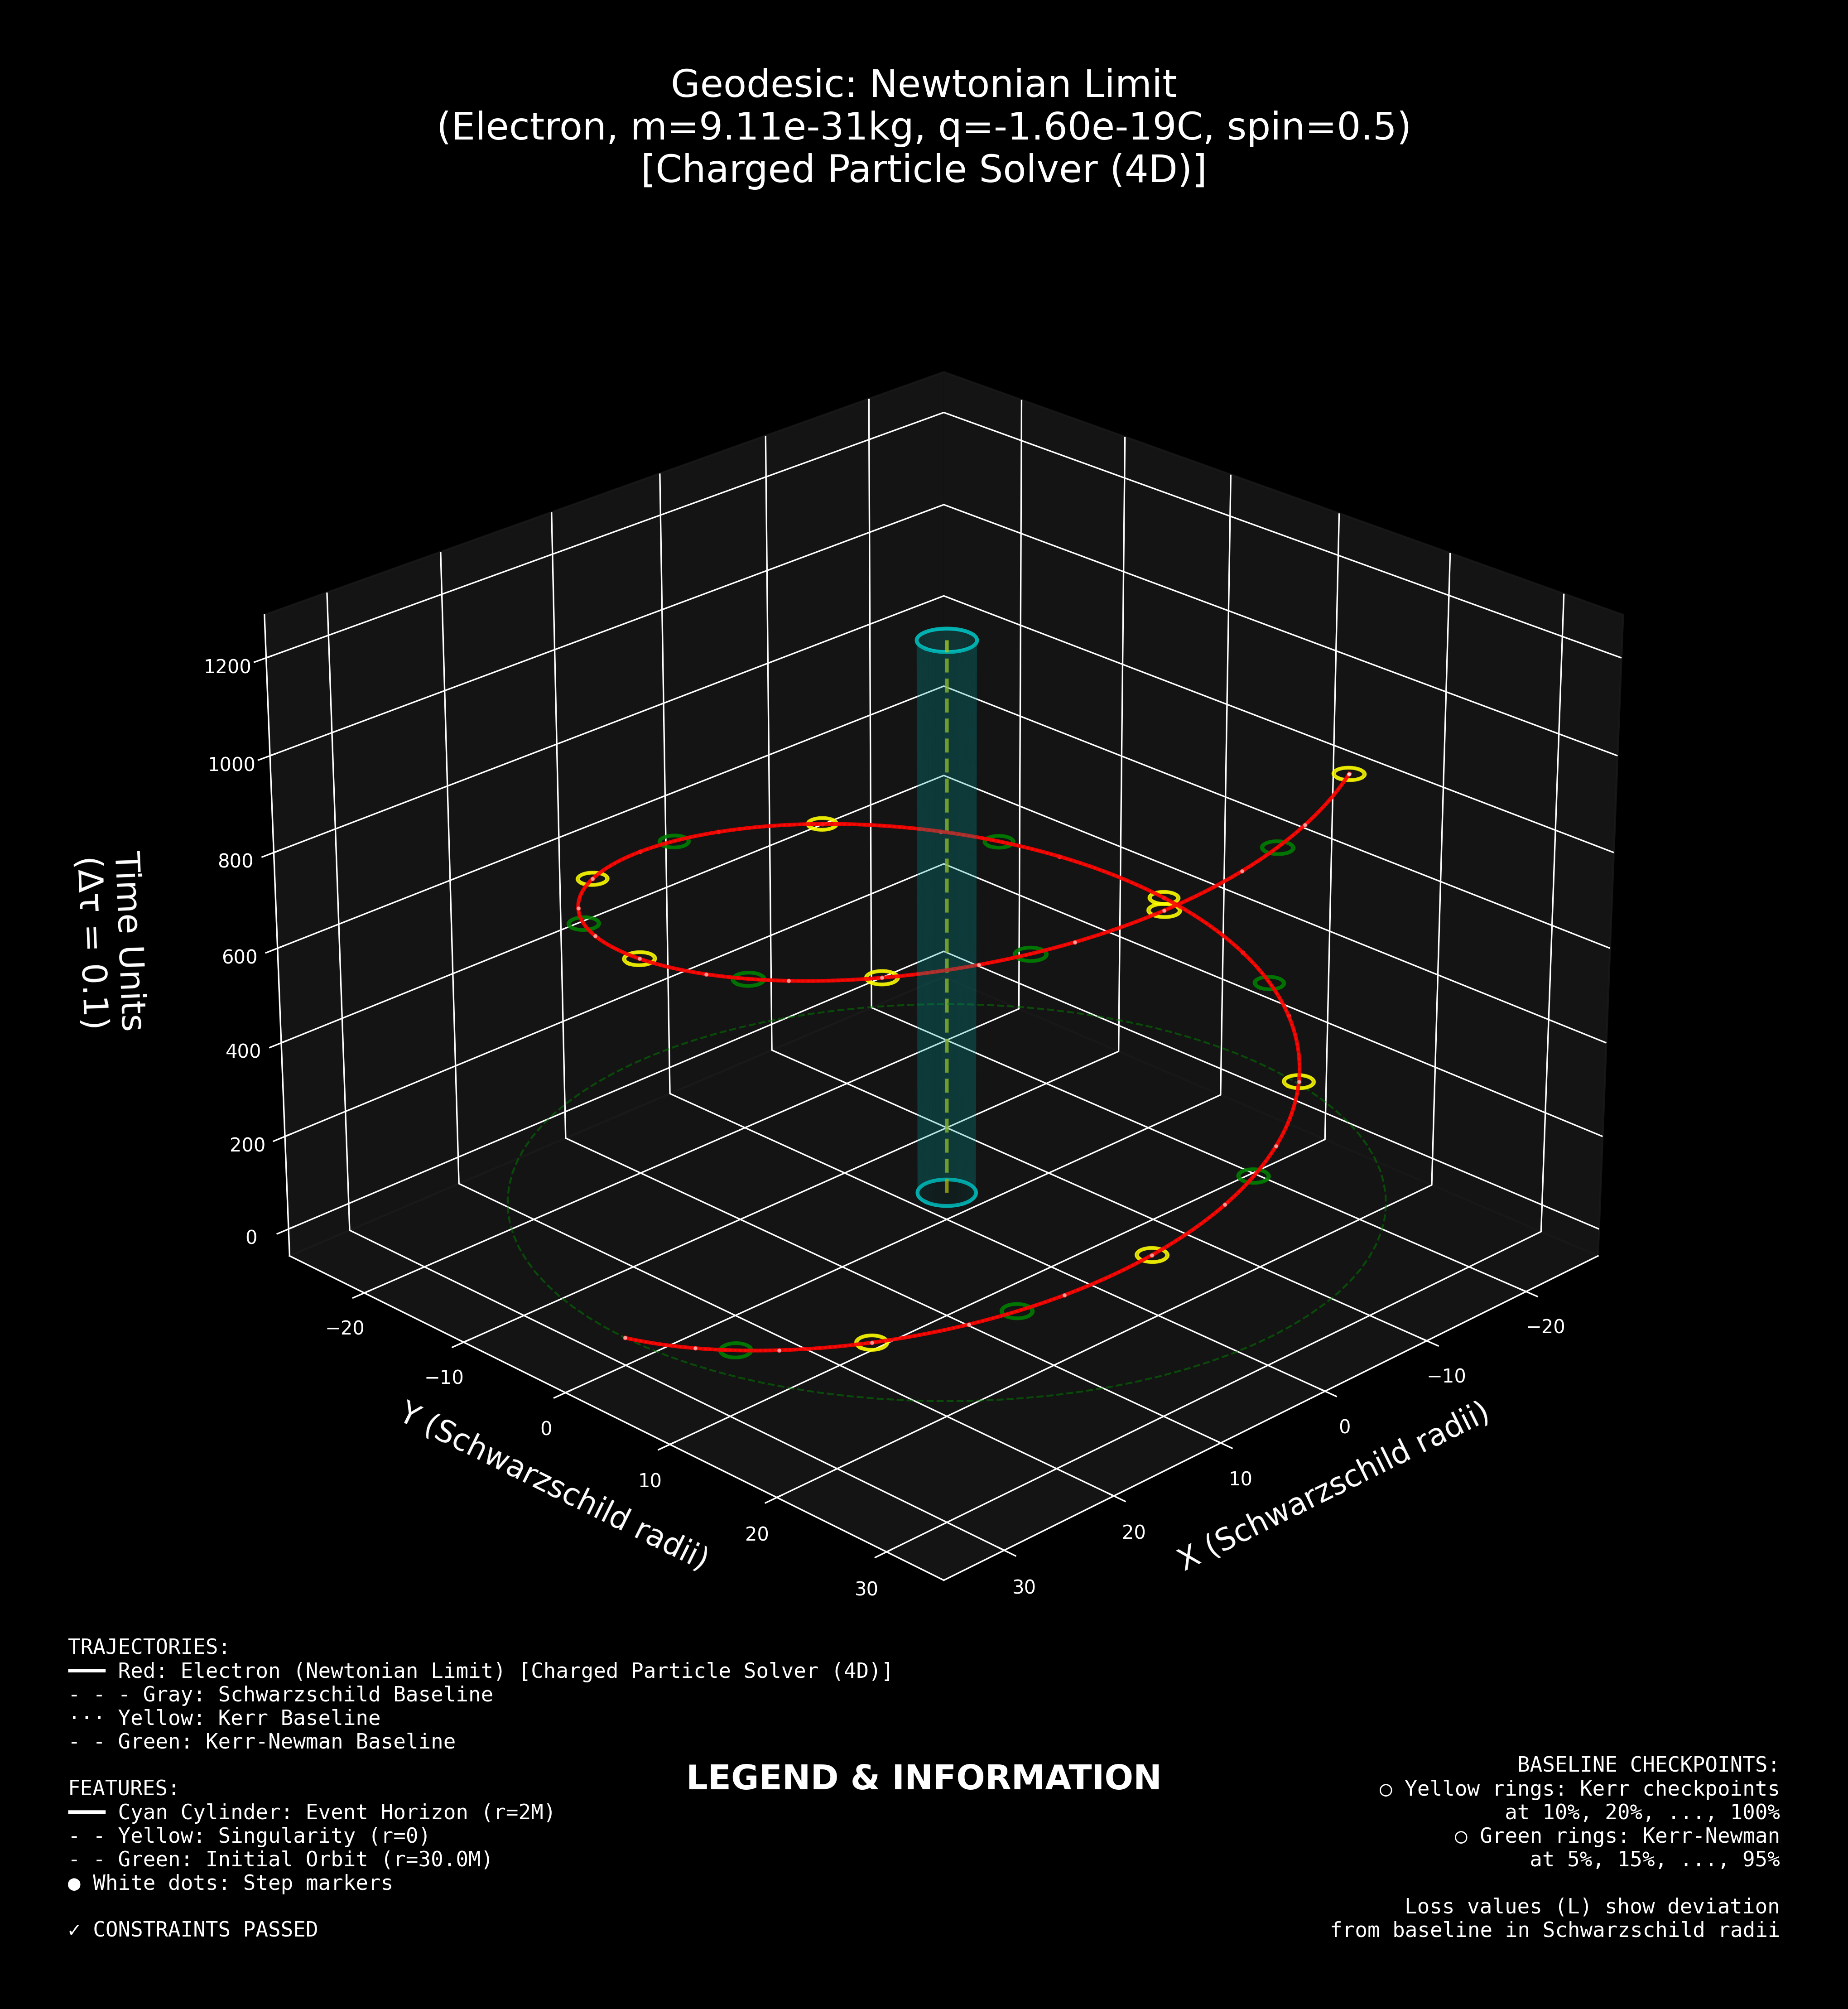 Geodesic: Newtonian Limit
(Electron, m=9.11e-31kg, q=-1.60e-19C, spin=0.5)
[Charged Particle Solver (4D)]
1200
1000
800
600
400
200
0
Time Units
(Δτ = 0.1)
−20
−10
0
10
20
30
Y (Schwarzschild radii)
−20
−10
0
10
20
30
X (Schwarzschild radii)
TRAJECTORIES:
━━━ Red: Electron (Newtonian Limit) [Charged Particle Solver (4D)]
- - - Gray: Schwarzschild Baseline
··· Yellow: Kerr Baseline
- - Green: Kerr-Newman Baseline
FEATURES:
━━━ Cyan Cylinder: Event Horizon (r=2M)
- - Yellow: Singularity (r=0)
- - Green: Initial Orbit (r=30.0M)
● White dots: Step markers
✓ CONSTRAINTS PASSED
LEGEND & INFORMATION
BASELINE CHECKPOINTS:
○ Yellow rings: Kerr checkpoints
at 10%, 20%, ..., 100%
○ Green rings: Kerr-Newman
at 5%, 15%, ..., 95%
Loss values (L) show deviation
from baseline in Schwarzschild radii